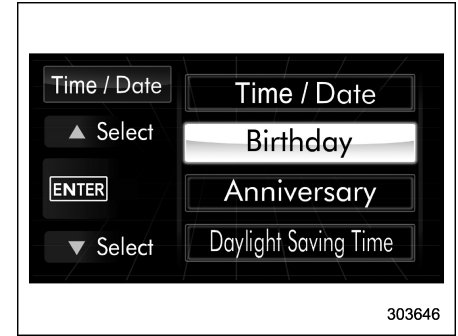 Time / Date
▲ Select
ENTER
▼ Select
Time / Date
Birthday
Anniversary
Daylight Saving Time
303646